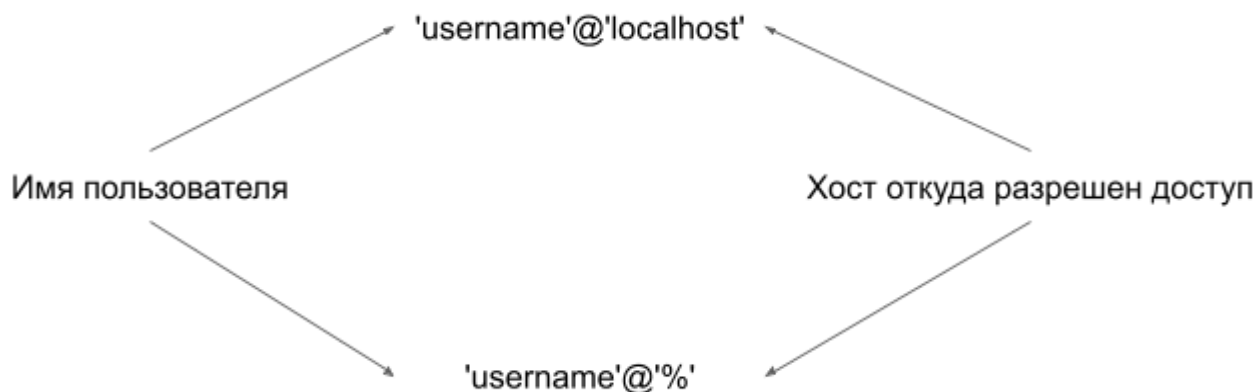 'username'@'localhost'
Имя пользователя
Хост откуда разрешен доступ
'username'@'%'